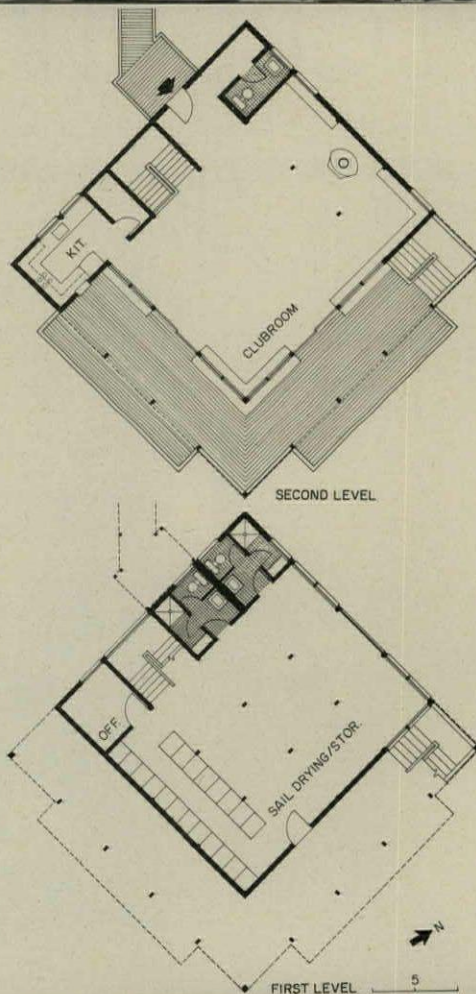 KIT.
CLUBROOM
SECOND LEVEL
OFF.
SAIL DRYING/STOR.
N
FIRST LEVEL
5